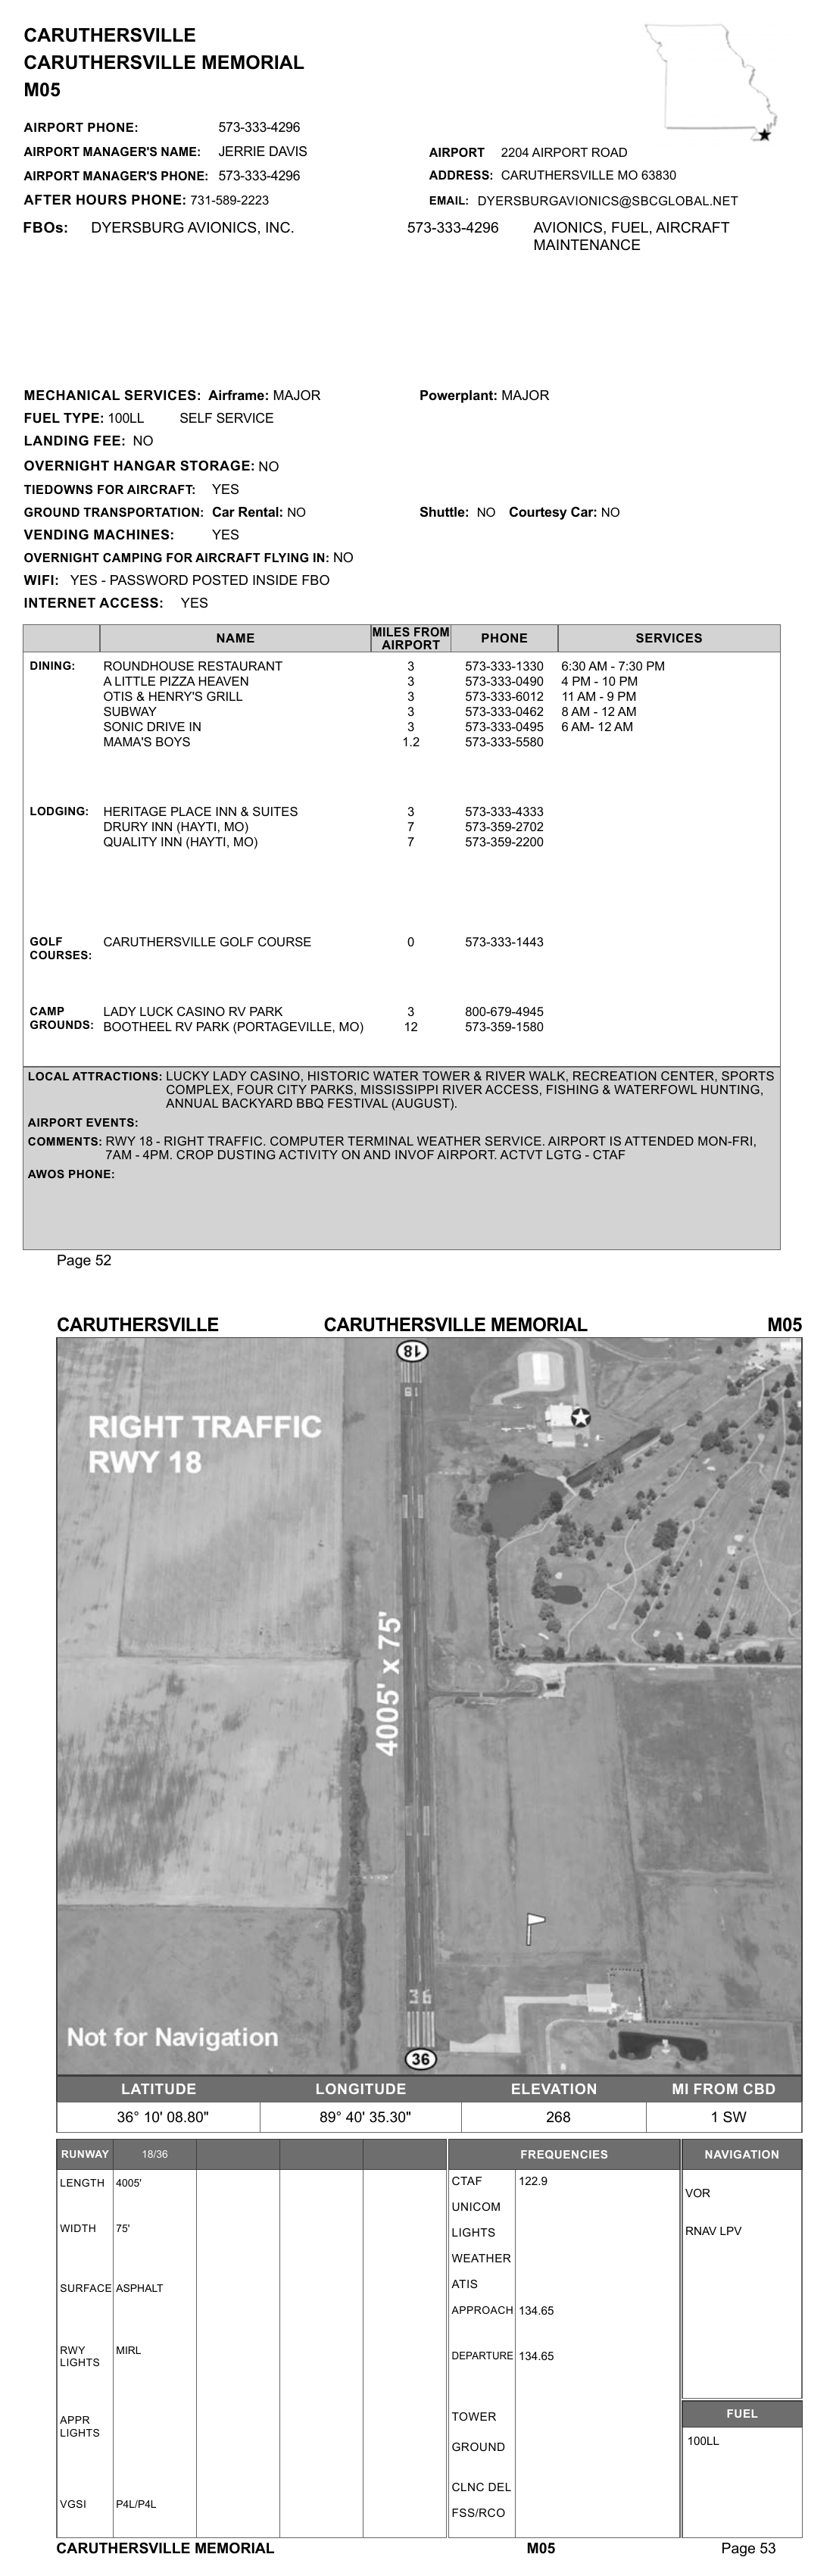 CARUTHERSVILLE
CARUTHERSVILLE MEMORIAL
M05
AIRPORT PHONE: 573-333-4296
AIRPORT MANAGER'S NAME: JERRIE DAVIS
AIRPORT 2204 AIRPORT ROAD
AIRPORT MANAGER'S PHONE: 573-333-4296
ADDRESS: CARUTHERSVILLE MO 63830
AFTER HOURS PHONE: 731-589-2223
EMAIL: DYERSBURGAVIONICS@SBCGLOBAL.NET
FBOs: DYERSBURG AVIONICS, INC. 573-333-4296 AVIONICS, FUEL, AIRCRAFT
MAINTENANCE
MECHANICAL SERVICES: Airframe: MAJOR Powerplant: MAJOR
FUEL TYPE: 100LL SELF SERVICE
LANDING FEE: NO
OVERNIGHT HANGAR STORAGE: NO
TIEDOWNS FOR AIRCRAFT: YES
GROUND TRANSPORTATION: Car Rental: NO Shuttle: NO Courtesy Car: NO
VENDING MACHINES: YES
OVERNIGHT CAMPING FOR AIRCRAFT FLYING IN: NO
WIFI: YES - PASSWORD POSTED INSIDE FBO
INTERNET ACCESS: YES
NAME MILES FROM AIRPORT PHONE SERVICES
DINING: ROUNDHOUSE RESTAURANT 3 573-333-1330 6:30 AM - 7:30 PM
A LITTLE PIZZA HEAVEN 3 573-333-0490 4 PM - 10 PM
OTIS & HENRY'S GRILL 3 573-333-6012 11 AM - 9 PM
SUBWAY 3 573-333-0462 8 AM - 12 AM
SONIC DRIVE IN 3 573-333-0495 6 AM- 12 AM
MAMA'S BOYS 1.2 573-333-5580
LODGING: HERITAGE PLACE INN & SUITES 3 573-333-4333
DRURY INN (HAYTI, MO) 7 573-359-2702
QUALITY INN (HAYTI, MO) 7 573-359-2200
GOLF COURSES: CARUTHERSVILLE GOLF COURSE 0 573-333-1443
CAMP LADY LUCK CASINO RV PARK 3 800-679-4945
GROUNDS: BOOTHEEL RV PARK (PORTAGEVILLE, MO) 12 573-359-1580
LOCAL ATTRACTIONS: LUCKY LADY CASINO, HISTORIC WATER TOWER & RIVER WALK, RECREATION CENTER, SPORTS
COMPLEX, FOUR CITY PARKS, MISSISSIPPI RIVER ACCESS, FISHING & WATERFOWL HUNTING,
ANNUAL BACKYARD BBQ FESTIVAL (AUGUST).
AIRPORT EVENTS:
COMMENTS: RWY 18 - RIGHT TRAFFIC. COMPUTER TERMINAL WEATHER SERVICE. AIRPORT IS ATTENDED MON-FRI,
7AM - 4PM. CROP DUSTING ACTIVITY ON AND INVOF AIRPORT. ACTVT LGTG - CTAF
AWOS PHONE:
Page 52
CARUTHERSVILLE CARUTHERSVILLE MEMORIAL M05
18
18
RIGHT TRAFFIC
RWY 18
4005' x 75'
36
Not for Navigation
36
LATITUDE LONGITUDE ELEVATION MI FROM CBD
36° 10' 08.80" 89° 40' 35.30" 268 1 SW
RUNWAY 18/36 FREQUENCIES NAVIGATION
LENGTH 4005' CTAF 122.9
VOR
UNICOM
WIDTH 75' LIGHTS RNAV LPV
WEATHER
SURFACE ASPHALT ATIS
APPROACH 134.65
RWY LIGHTS MIRL DEPARTURE 134.65
FUEL
APPR LIGHTS TOWER
100LL
GROUND
CLNC DEL
VGSI P4L/P4L FSS/RCO
CARUTHERSVILLE MEMORIAL M05 Page 53